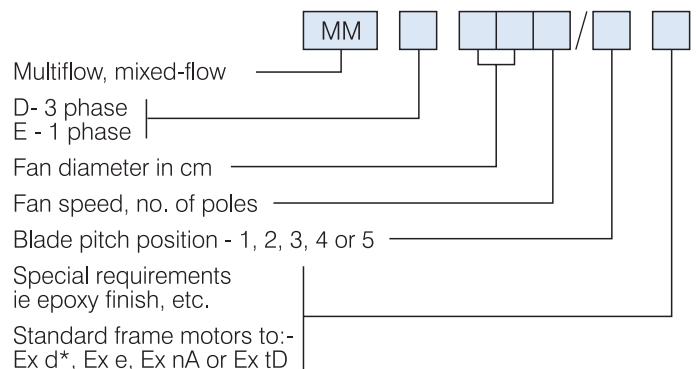 MM /
Multiflow, mixed-flow
D- 3 phase
E - 1 phase
Fan diameter in cm
Fan speed, no. of poles
Blade pitch position - 1, 2, 3, 4 or 5
Special requirements
ie epoxy finish, etc.
Standard frame motors to:-
Ex d*, Ex e, Ex nA or Ex tD